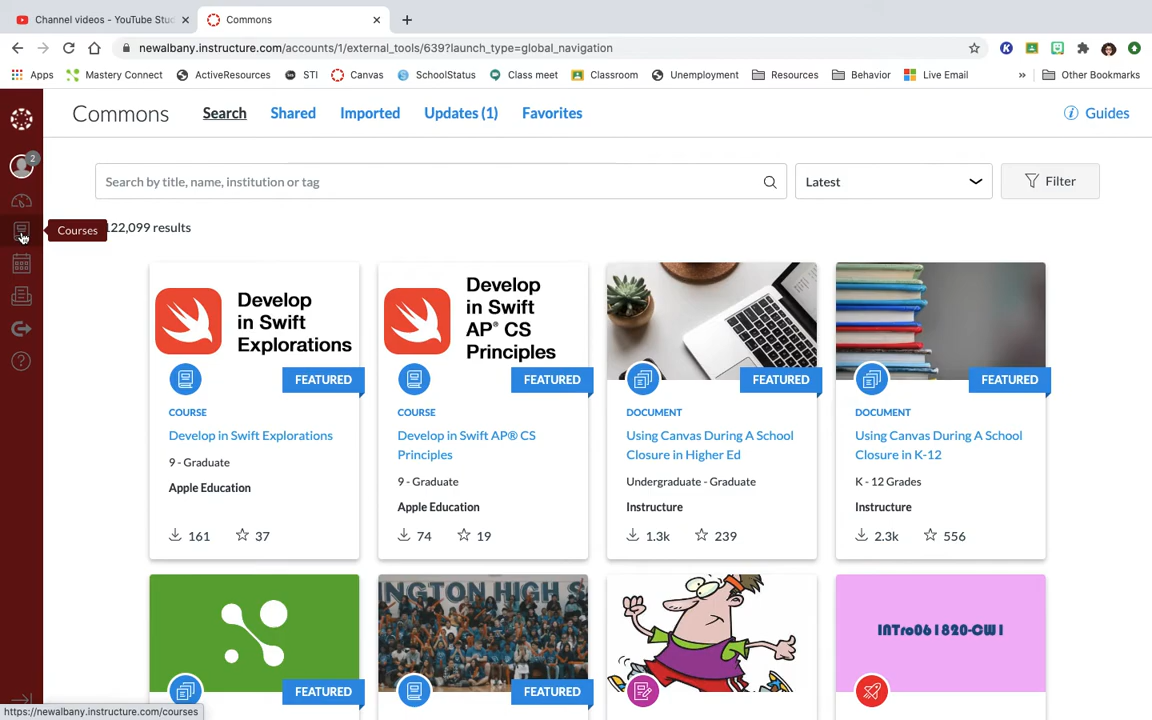 Channel videos - YouTube Stuc
Commons
newalbany.instructure.com/accounts/1/external_tools/639?launch_type=global_navigation
Apps
Mastery Connect
ActiveResources
STI
Canvas
SchoolStatus
Class meet
Classroom
Unemployment
Resources
Behavior
Live Email
»
Other Bookmarks
Commons
Search
Shared
Imported
Updates (1)
Favorites
Guides
2
Search by title, name, institution or tag
Latest
Filter
Courses
122,099 results
Develop
in Swift
Explorations
FEATURED
COURSE
Develop in Swift Explorations
9 - Graduate
Apple Education
161
37
Develop
in Swift
AP® CS
Principles
FEATURED
COURSE
Develop in Swift AP® CS
Principles
9 - Graduate
Apple Education
74
19
FEATURED
DOCUMENT
Using Canvas During A School
Closure in Higher Ed
Undergraduate - Graduate
Instructure
1.3k
239
FEATURED
DOCUMENT
Using Canvas During A School
Closure in K-12
K - 12 Grades
Instructure
2.3k
556
FEATURED
INGTON HIGH S
FEATURED
INTro061820-CW1
https://newalbany.instructure.com/courses